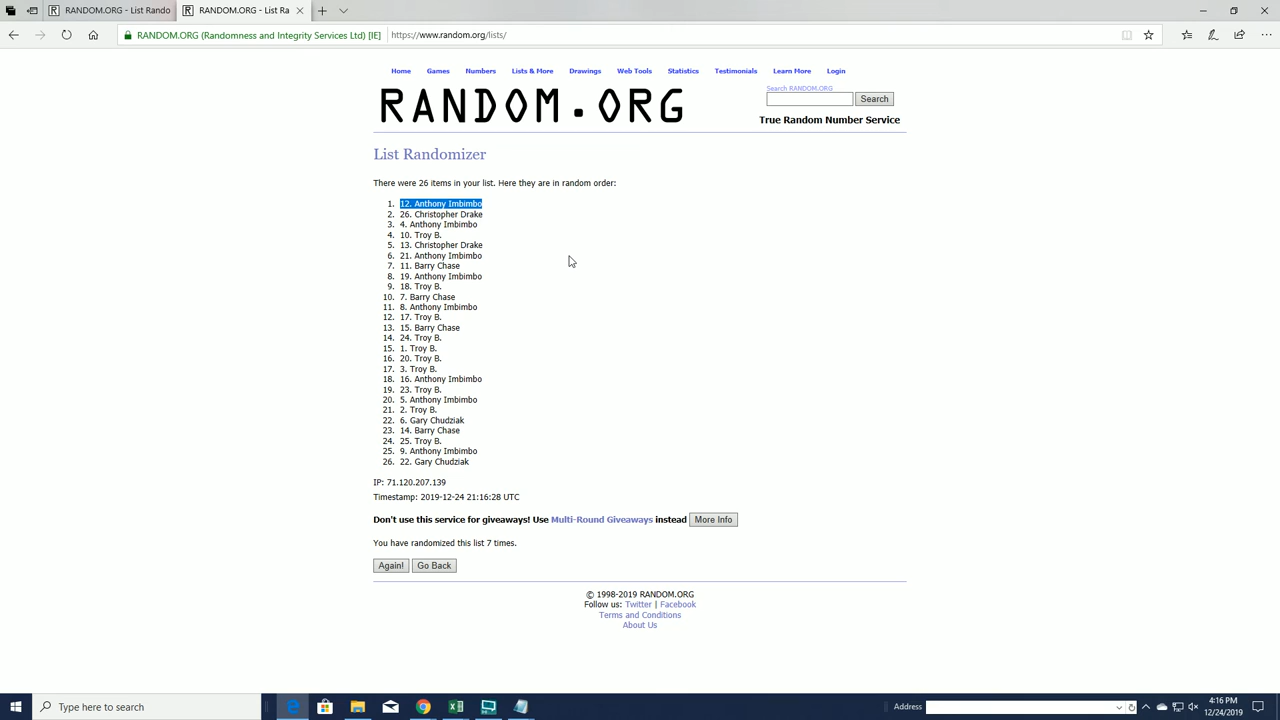 RANDOM.ORG - List Rando
RANDOM.ORG - List Ra
RANDOM.ORG (Randomness and Integrity Services Ltd) [IE]
https://www.random.org/lists/
Home Games Numbers Lists & More Drawings Web Tools Statistics Testimonials Learn More Login
Search RANDOM.ORG
RANDOM.ORG
Search
True Random Number Service
List Randomizer
There were 26 items in your list. Here they are in random order:
1. 12. Anthony Imbimbo
2. 26. Christopher Drake
3. 4. Anthony Imbimbo
4. 10. Troy B.
5. 13. Christopher Drake
6. 21. Anthony Imbimbo
7. 11. Barry Chase
8. 19. Anthony Imbimbo
9. 18. Troy B.
10. 7. Barry Chase
11. 8. Anthony Imbimbo
12. 17. Troy B.
13. 15. Barry Chase
14. 24. Troy B.
15. 1. Troy B.
16. 20. Troy B.
17. 3. Troy B.
18. 16. Anthony Imbimbo
19. 23. Troy B.
20. 5. Anthony Imbimbo
21. 2. Troy B.
22. 6. Gary Chudziak
23. 14. Barry Chase
24. 25. Troy B.
25. 9. Anthony Imbimbo
26. 22. Gary Chudziak
IP: 71.120.207.139
Timestamp: 2019-12-24 21:16:28 UTC
Don't use this service for giveaways! Use Multi-Round Giveaways instead More Info
You have randomized this list 7 times.
Again! Go Back
© 1998-2019 RANDOM.ORG
Follow us: Twitter | Facebook
Terms and Conditions
About Us
Type here to search
Address
4:16 PM
12/24/2019